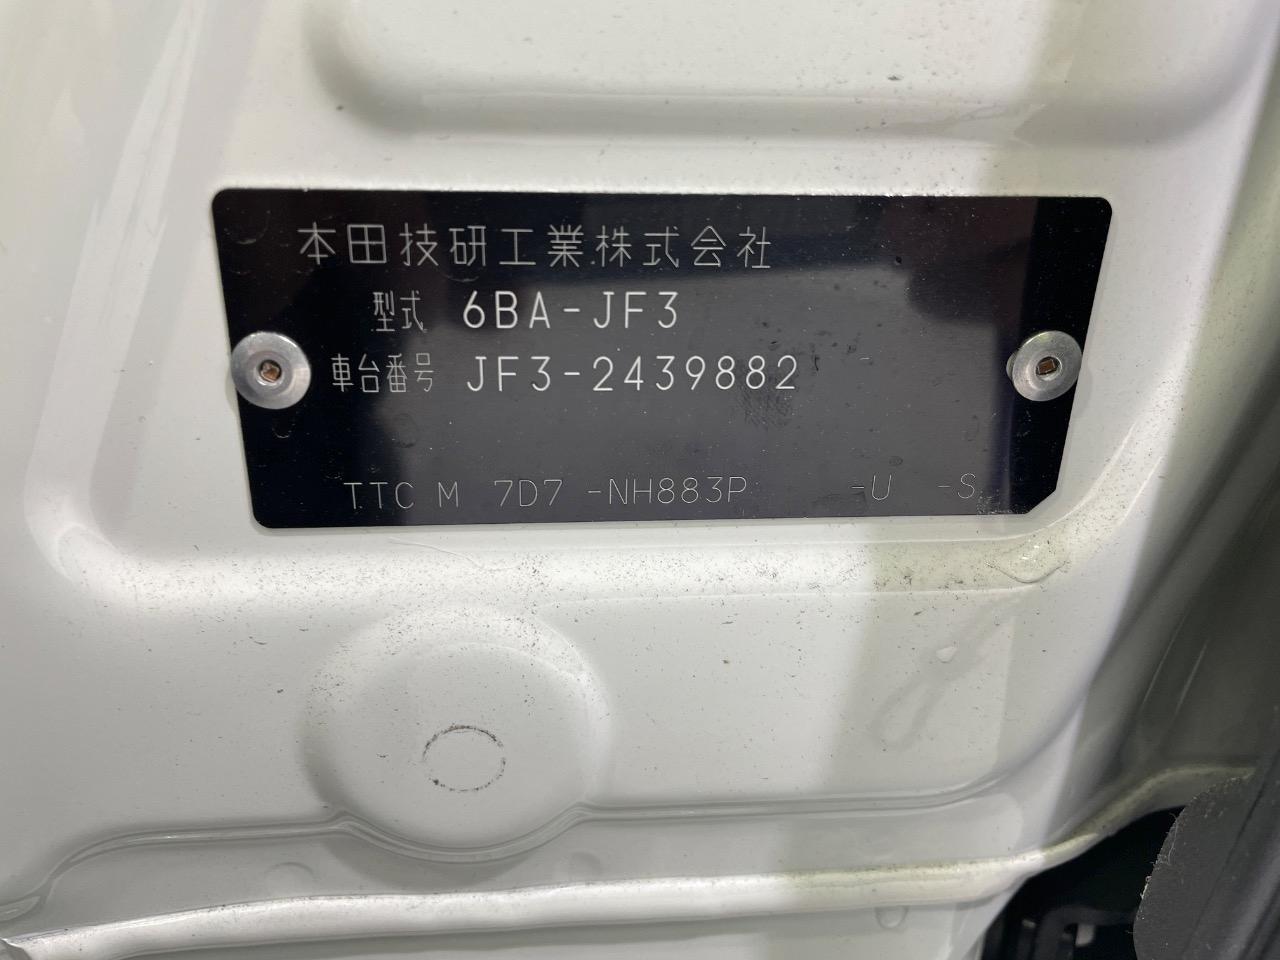 本田技研工業株式会社
型式 6BA-JF3
車台番号 JF3-2439882
TTC M 7D7 -NH883P -U -S